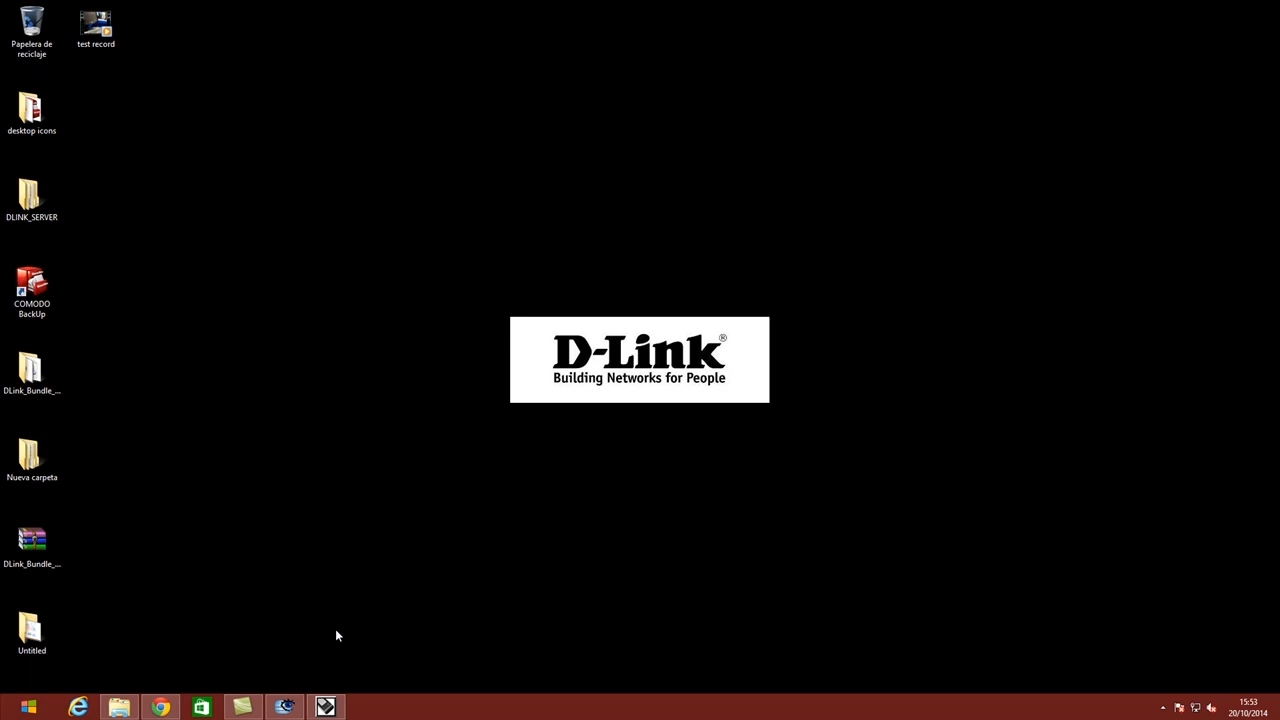 Papelera de
reciclaje
test record
desktop icons
DLINK_SERVER
COMODO
BackUp
DLink_Bundle_...
Nueva carpeta
DLink_Bundle_...
Untitled
D-Link®
Building Networks for People
15:53
20/10/2014